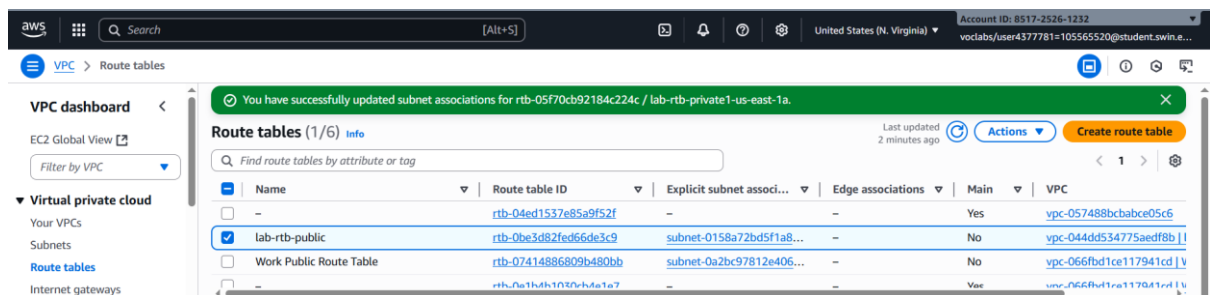 aws Search [Alt+S] United States (N. Virginia) Account ID: 8517-2526-1232
voclabs/user4377781=105565520@student.swin.e...
VPC > Route tables
VPC dashboard
You have successfully updated subnet associations for rtb-05f70cb92184c224c / lab-rtb-private1-us-east-1a.
EC2 Global View
Route tables (1/6) Info
Last updated
2 minutes ago
Actions
Create route table
Filter by VPC
Find route tables by attribute or tag
1
Name Route table ID Explicit subnet associ... Edge associations Main VPC
Virtual private cloud
Your VPCs
Subnets
Route tables
Internet gateways
– rtb-04ed1537e85a9f52f – – Yes vpc-057488bcbabce05c6
lab-rtb-public rtb-0be3d82fed66de3c9 subnet-0158a72bd5f1a8... – No vpc-044dd534775aedf8b |
Work Public Route Table rtb-07414886809b480bb subnet-0a2bc97812e406... – No vpc-066fbd1ce117941cd |
– rtb-0e1b4b1030cb4e1e7 – – Yes vpc-066fbd1ce117941cd |